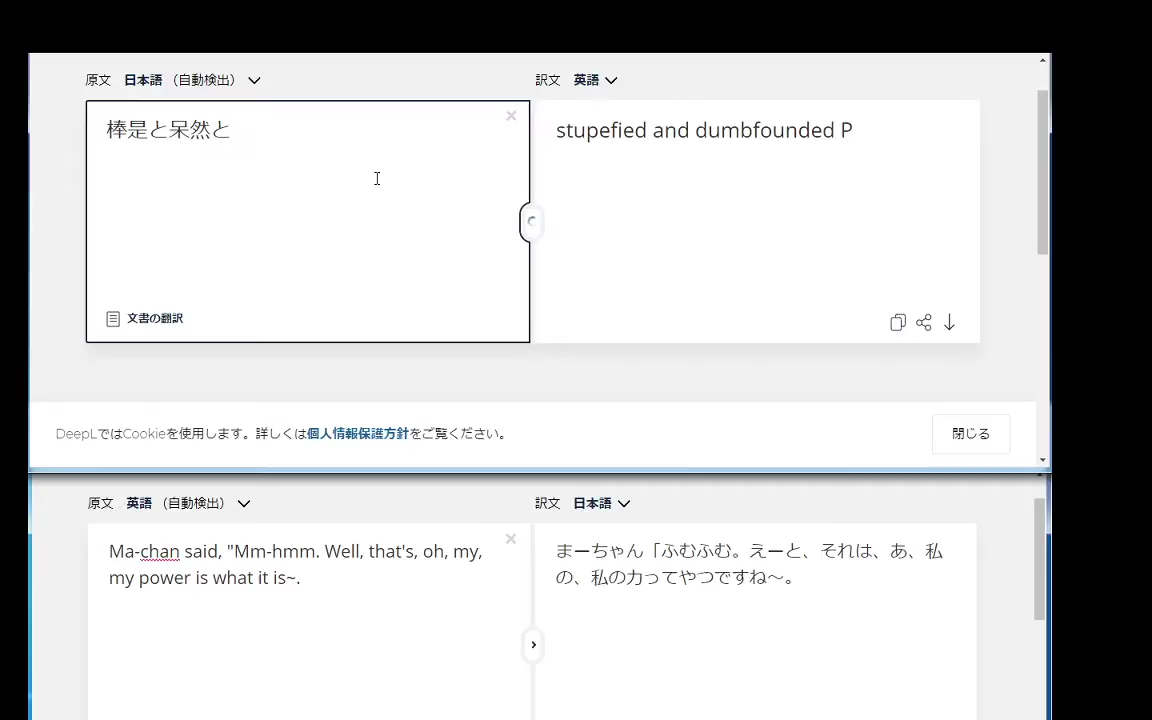 原文 日本語 (自動検出)
訳文 英語
棒是と呆然と
stupefied and dumbfounded P
文書の翻訳
DeepLではCookieを使用します。詳しくは個人情報保護方針をご覧ください。
閉じる
原文 英語 (自動検出)
訳文 日本語
Ma-chan said, "Mm-hmm. Well, that's, oh, my,
my power is what it is~.
まーちゃん「ふむふむ。えーと、それは、あ、私
の、私の力ってやつですね〜。